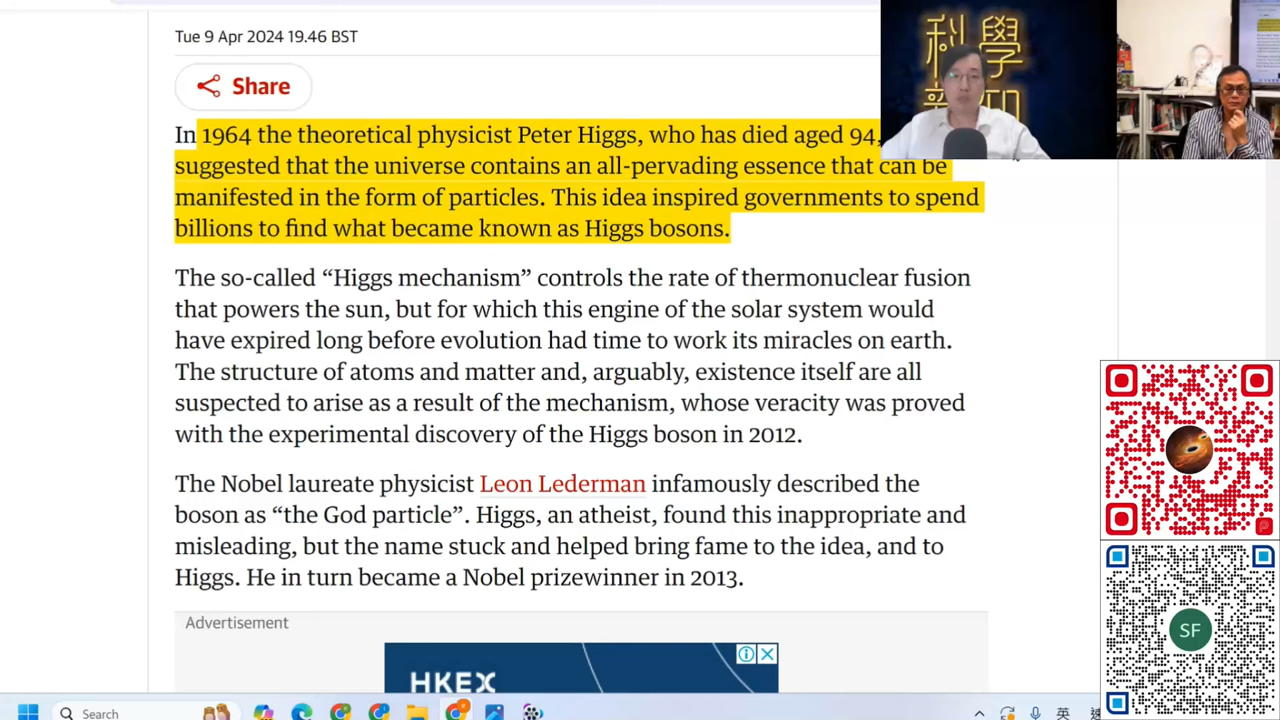 Tue 9 Apr 2024 19.46 BST
科學
Share
In 1964 the theoretical physicist Peter Higgs, who has died aged 94,
suggested that the universe contains an all-pervading essence that can be
manifested in the form of particles. This idea inspired governments to spend
billions to find what became known as Higgs bosons.
The so-called “Higgs mechanism” controls the rate of thermonuclear fusion
that powers the sun, but for which this engine of the solar system would
have expired long before evolution had time to work its miracles on earth.
The structure of atoms and matter and, arguably, existence itself are all
suspected to arise as a result of the mechanism, whose veracity was proved
with the experimental discovery of the Higgs boson in 2012.
The Nobel laureate physicist Leon Lederman infamously described the
boson as “the God particle”. Higgs, an atheist, found this inappropriate and
misleading, but the name stuck and helped bring fame to the idea, and to
Higgs. He in turn became a Nobel prizewinner in 2013.
SF
Advertisement
HKEX
Search
英